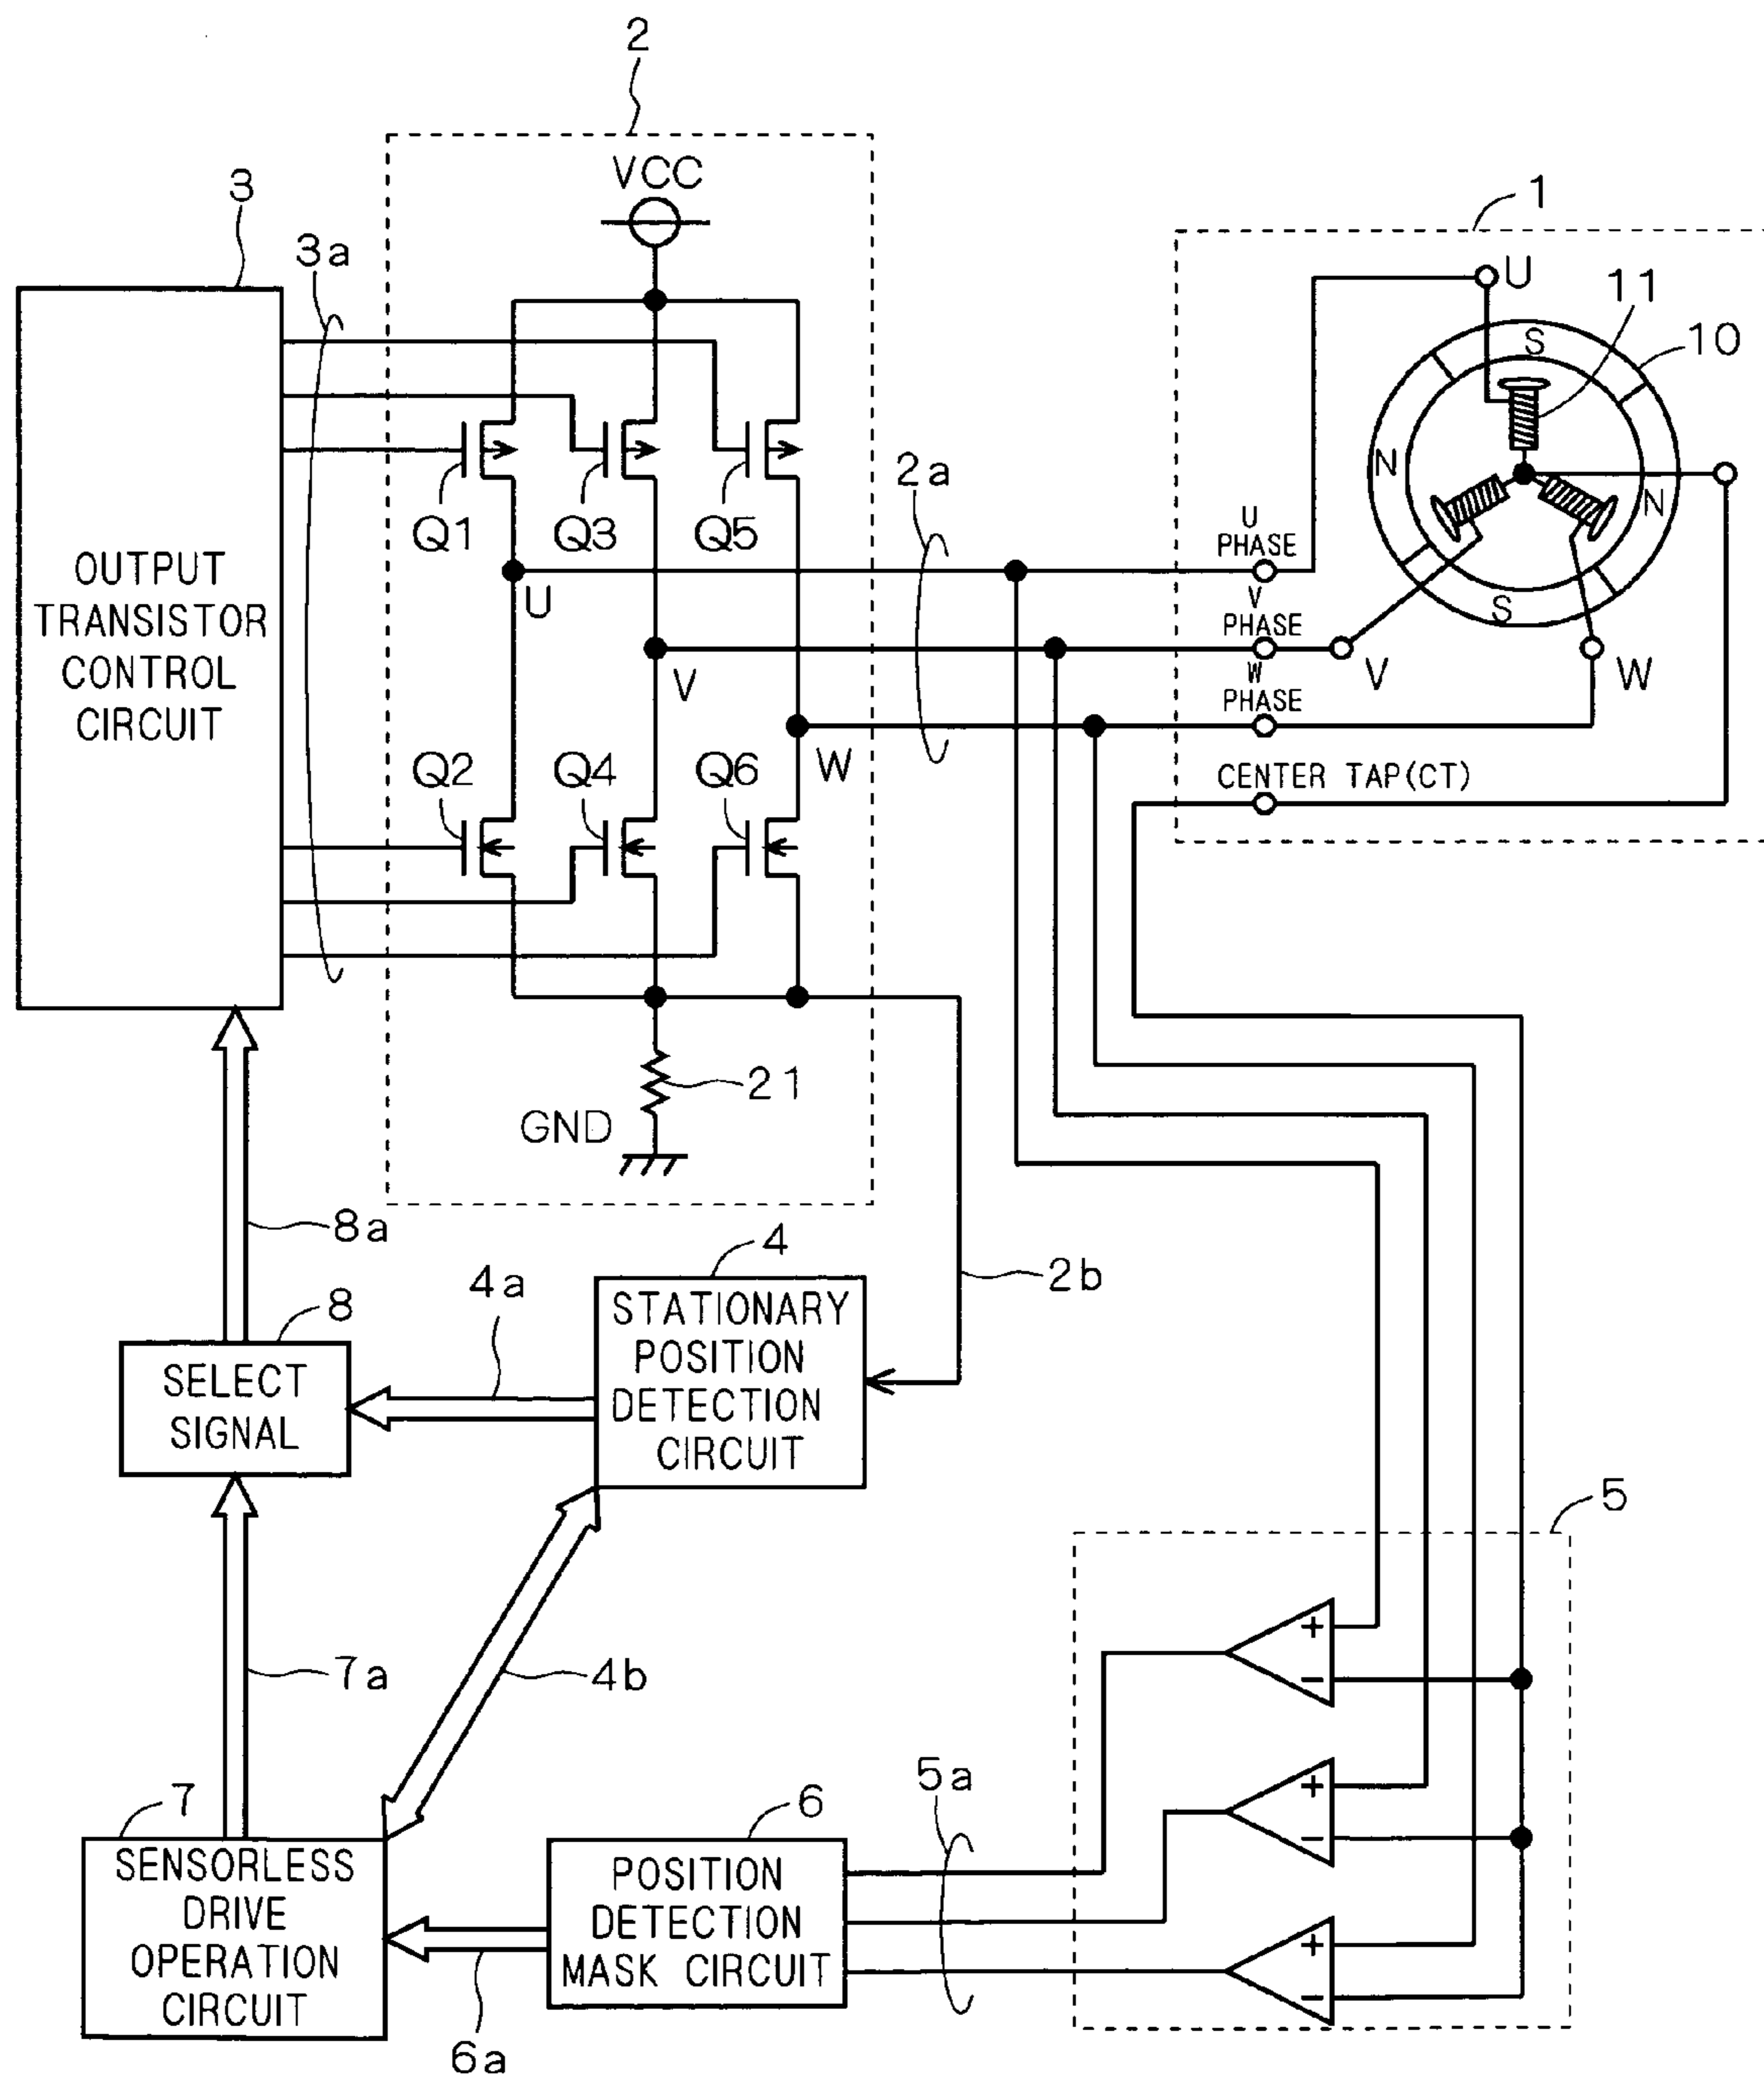 2
VCC
3
3a
1
U
11
10
S
N
N
S
Q1
Q3
Q5
2a
U
PHASE
V
PHASE
W
PHASE
V
W
CENTER TAP(CT)
OUTPUT
TRANSISTOR
CONTROL
CIRCUIT
U
V
W
Q2
Q4
Q6
21
GND
8a
4
2b
4a
8
STATIONARY
POSITION
DETECTION
CIRCUIT
SELECT
SIGNAL
5
+
−
7a
4b
+
−
5a
7
6
SENSORLESS
DRIVE
OPERATION
CIRCUIT
POSITION
DETECTION
MASK CIRCUIT
+
−
6a